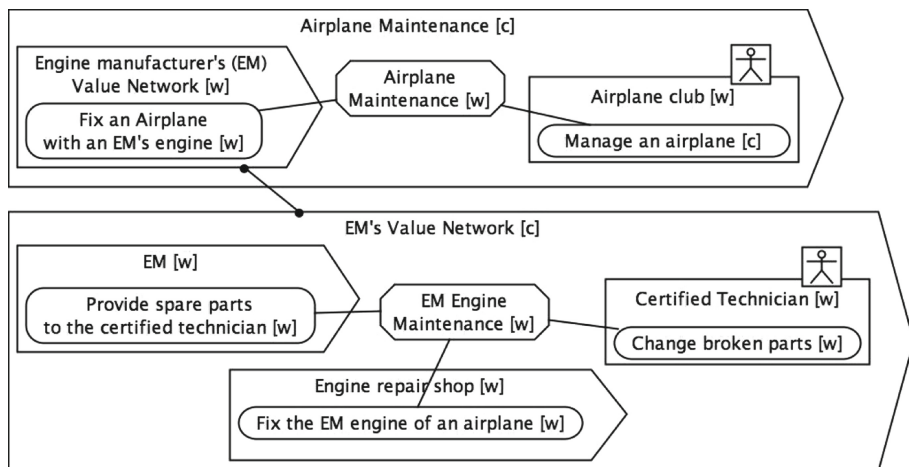 Airplane Maintenance [c]
Engine manufacturer's (EM)
Value Network [w]
Fix an Airplane
with an EM's engine [w]
Airplane
Maintenance [w]
Airplane club [w]
Manage an airplane [c]
EM's Value Network [c]
EM [w]
Provide spare parts
to the certified technician [w]
EM Engine
Maintenance [w]
Certified Technician [w]
Change broken parts [w]
Engine repair shop [w]
Fix the EM engine of an airplane [w]